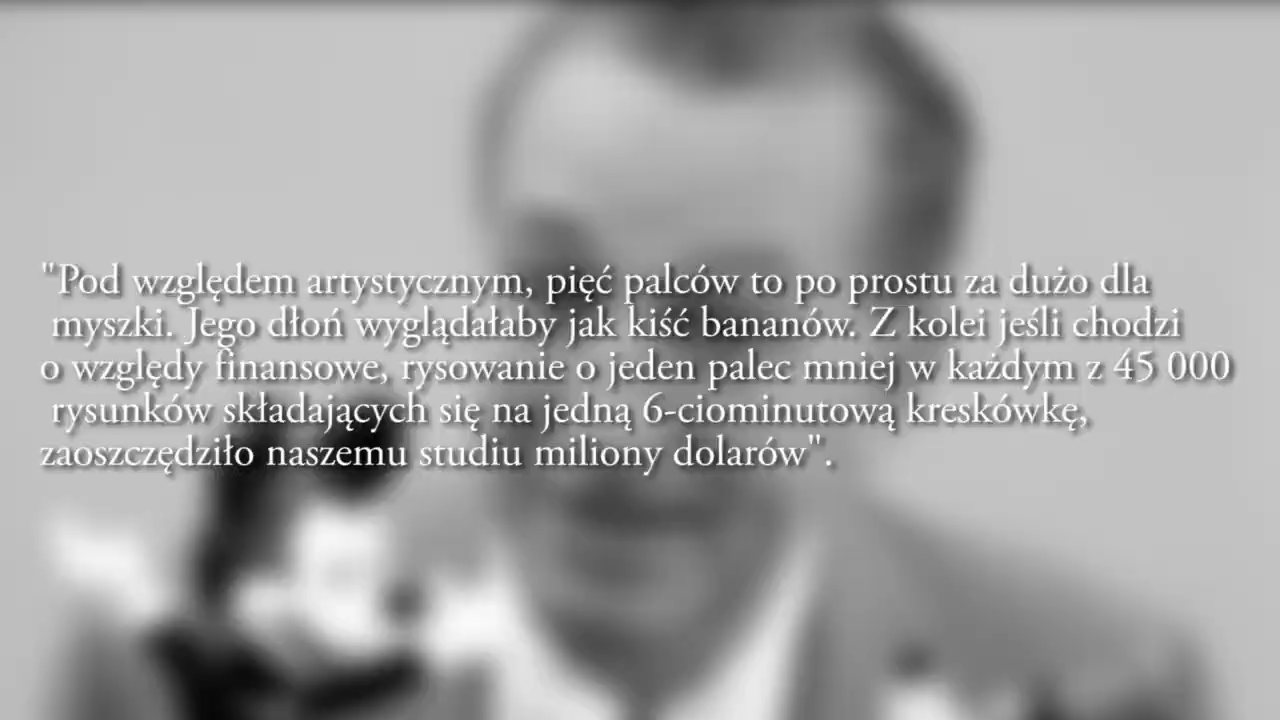 "Pod względem artystycznym, pięć palców to po prostu za dużo dla
myszki. Jego dłoń wyglądałaby jak kiść bananów. Z kolei jeśli chodzi
o względy finansowe, rysowanie o jeden palec mniej w każdym z 45 000
rysunków składających się na jedną 6-ciominutową kreskówkę,
zaoszczędziło naszemu studiu miliony dolarów".